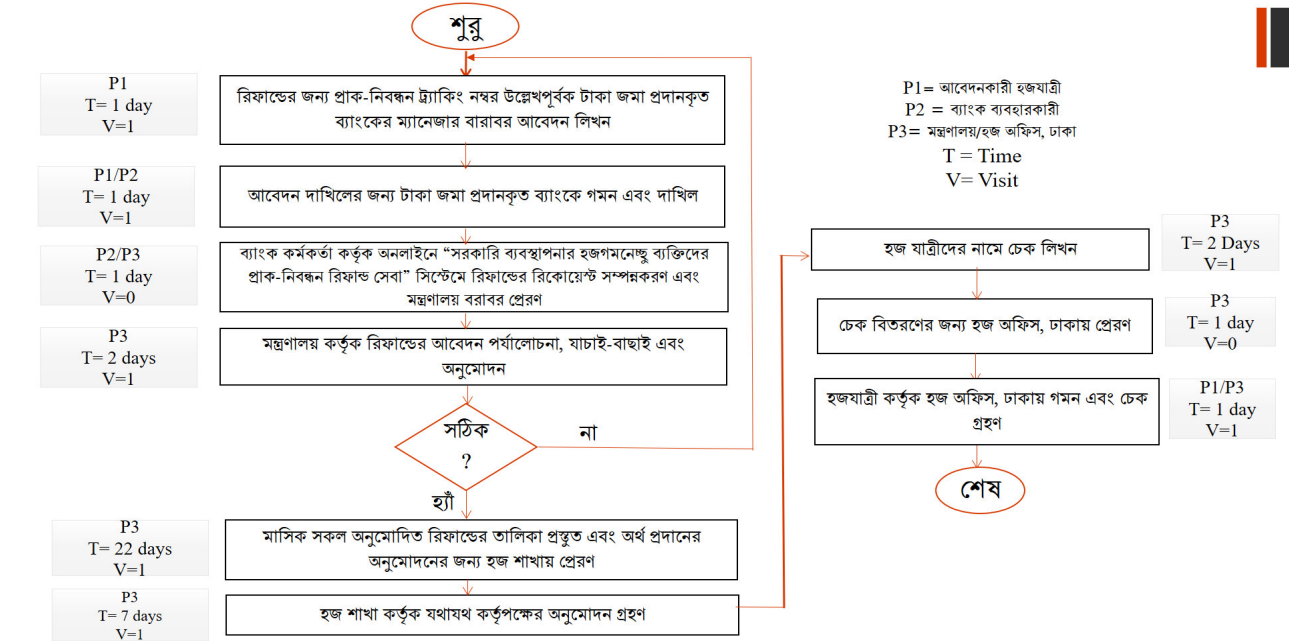 শুরু
P1
T= 1 day
V=1
রিফান্ডের জন্য প্রাক-নিবন্ধন ট্র্যাকিং নম্বর উল্লেখপূর্বক টাকা জমা প্রদানকৃত
ব্যাংকের ম্যানেজার বারাবর আবেদন লিখন
P1/P2
T= 1 day
V=1
আবেদন দাখিলের জন্য টাকা জমা প্রদানকৃত ব্যাংকে গমন এবং দাখিল
P2/P3
T= 1 day
V=0
ব্যাংক কর্মকর্তা কর্তৃক অনলাইনে “সরকারি ব্যবস্থাপনার হজগমনেচ্ছু ব্যক্তিদের
প্রাক-নিবন্ধন রিফান্ড সেবা” সিস্টেমে রিফান্ডের রিকোয়েস্ট সম্পন্নকরণ এবং
মন্ত্রণালয় বরাবর প্রেরণ
P3
T= 2 days
V=1
মন্ত্রণালয় কর্তৃক রিফান্ডের আবেদন পর্যালোচনা, যাচাই-বাছাই এবং
অনুমোদন
সঠিক
?
না
হ্যাঁ
P3
T= 22 days
V=1
মাসিক সকল অনুমোদিত রিফান্ডের তালিকা প্রস্তুত এবং অর্থ প্রদানের
অনুমোদনের জন্য হজ শাখায় প্রেরণ
P3
T= 7 days
V=1
হজ শাখা কর্তৃক যথাযথ কর্তৃপক্ষের অনুমোদন গ্রহণ
P1= আবেদনকারী হজযাত্রী
P2 = ব্যাংক ব্যবহারকারী
P3= মন্ত্রণালয়/হজ অফিস, ঢাকা
T = Time
V= Visit
হজ যাত্রীদের নামে চেক লিখন
P3
T= 2 Days
V=1
চেক বিতরণের জন্য হজ অফিস, ঢাকায় প্রেরণ
P3
T= 1 day
V=0
হজযাত্রী কর্তৃক হজ অফিস, ঢাকায় গমন এবং চেক
গ্রহণ
P1/P3
T= 1 day
V=1
শেষ